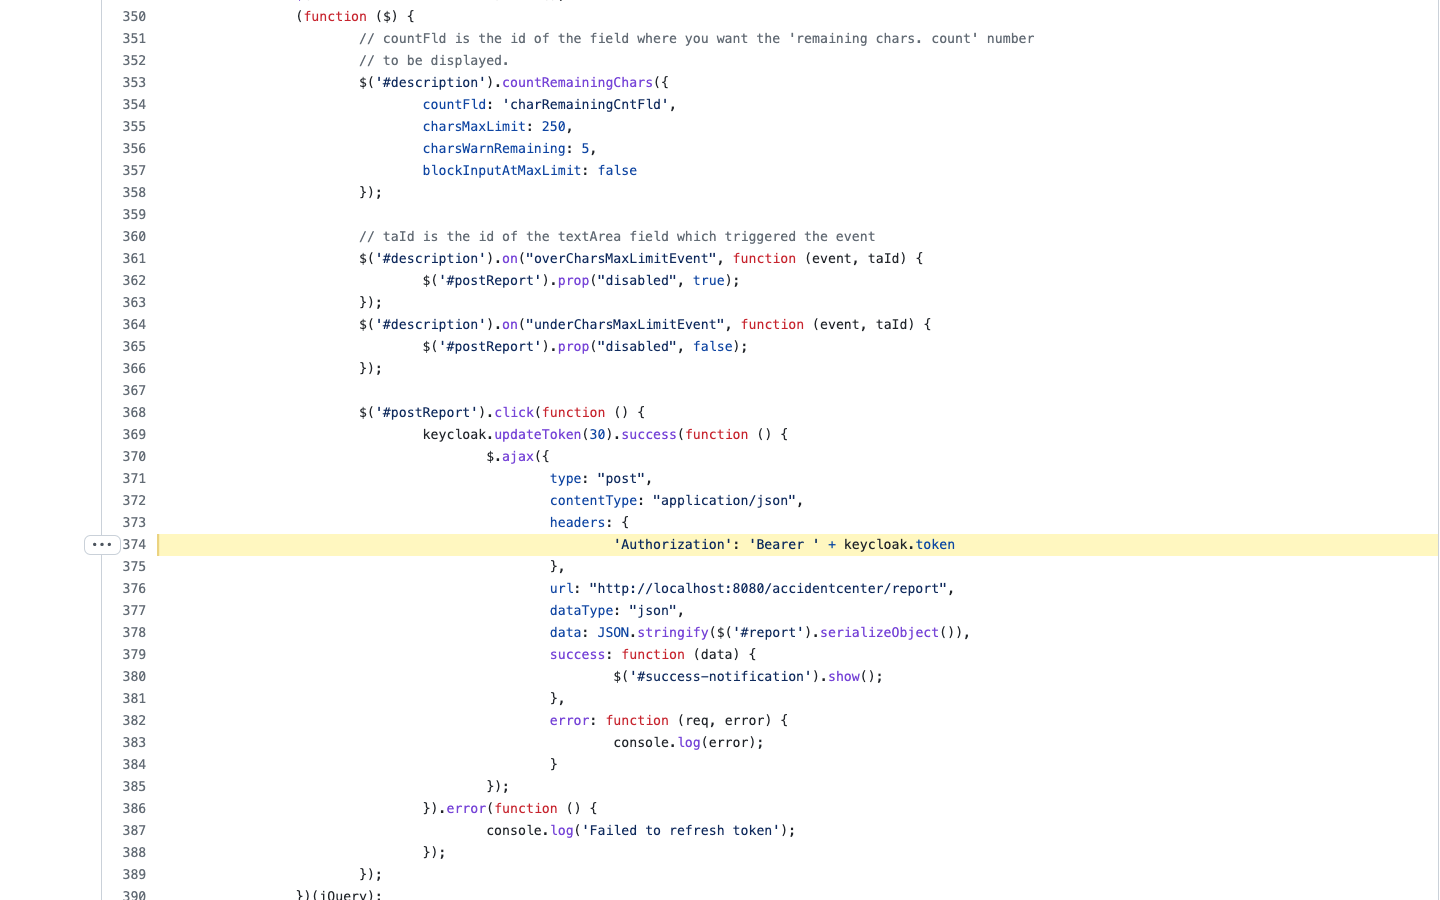 350 (function ($) {
351 // countFld is the id of the field where you want the 'remaining chars. count' number
352 // to be displayed.
353 $('#description').countRemainingChars({
354 countFld: 'charRemainingCntFld',
355 charsMaxLimit: 250,
356 charsWarnRemaining: 5,
357 blockInputAtMaxLimit: false
358 });
359
360 // taId is the id of the textArea field which triggered the event
361 $('#description').on("overCharsMaxLimitEvent", function (event, taId) {
362 $('#postReport').prop("disabled", true);
363 });
364 $('#description').on("underCharsMaxLimitEvent", function (event, taId) {
365 $('#postReport').prop("disabled", false);
366 });
367
368 $('#postReport').click(function () {
369 keycloak.updateToken(30).success(function () {
370 $.ajax({
371 type: "post",
372 contentType: "application/json",
373 headers: {
374 'Authorization': 'Bearer ' + keycloak.token
375 },
376 url: "http://localhost:8080/accidentcenter/report",
377 dataType: "json",
378 data: JSON.stringify($('#report').serializeObject()),
379 success: function (data) {
380 $('#success-notification').show();
381 },
382 error: function (req, error) {
383 console.log(error);
384 }
385 });
386 }).error(function () {
387 console.log('Failed to refresh token');
388 });
389 });
390 })(jQuery);